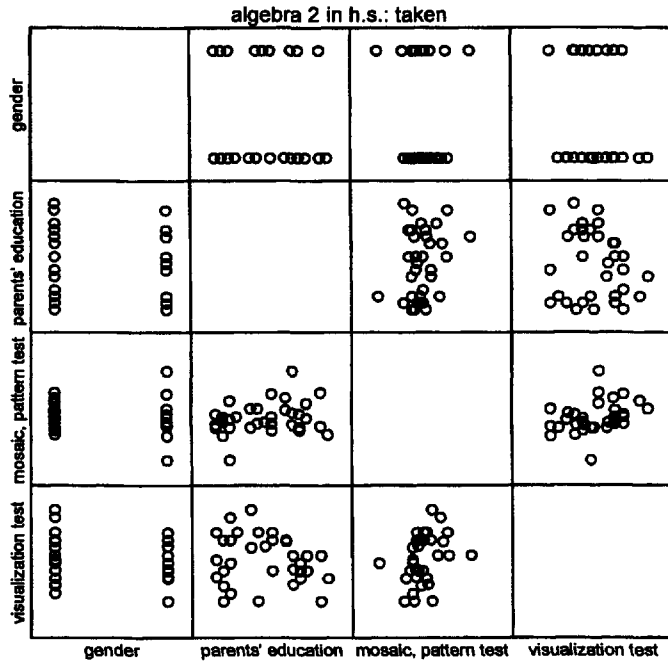 algebra 2 in h.s.: taken
gender
parents' education
mosaic, pattern test
visualization test
gender
parents' education
mosaic, pattern test
visualization test